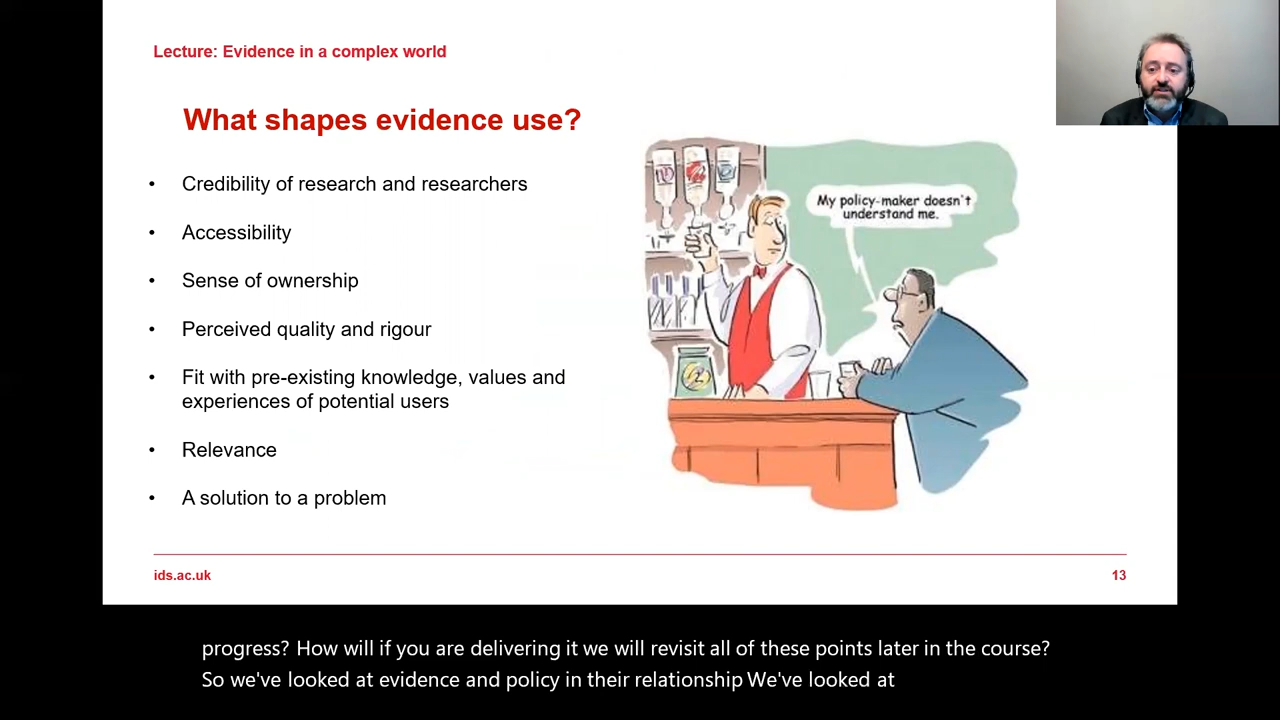 Lecture: Evidence in a complex world
What shapes evidence use?
• Credibility of research and researchers
• Accessibility
• Sense of ownership
• Perceived quality and rigour
• Fit with pre-existing knowledge, values and
experiences of potential users
• Relevance
• A solution to a problem
My policy-maker doesn't
understand me.
ids.ac.uk
13
progress? How will if you are delivering it we will revisit all of these points later in the course?
So we've looked at evidence and policy in their relationship We've looked at